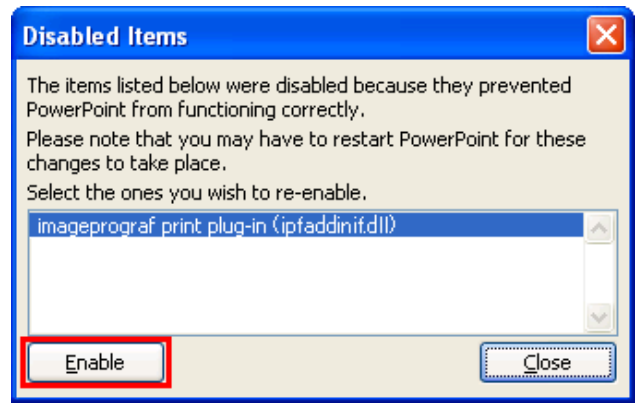 Disabled Items
The items listed below were disabled because they prevented
PowerPoint from functioning correctly.
Please note that you may have to restart PowerPoint for these
changes to take place.
Select the ones you wish to re-enable.
imageprograf print plug-in (ipfaddinif.dll)
Enable
Close